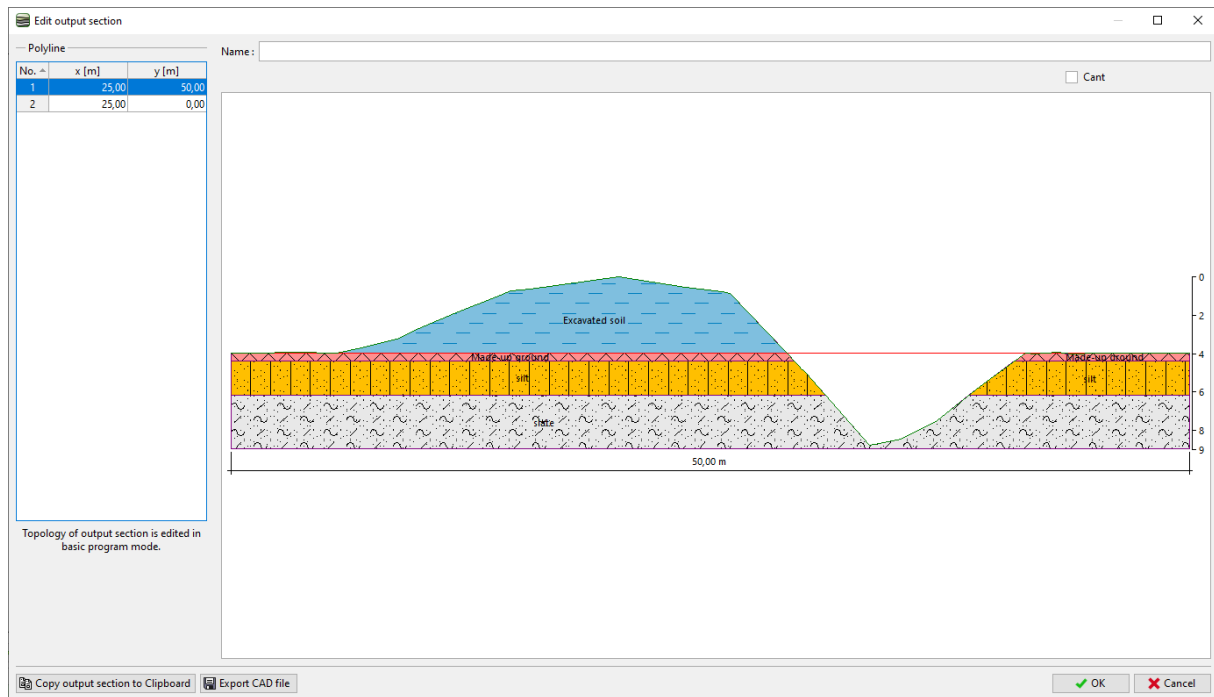 Edit output section
Polyline
Name :
No. x [m] y [m]
1 25,00 50,00
2 25,00 0,00
Cant
Excavated soil
Made-up ground
Made-up ground
silt
silt
slate
0
2
4
6
8
9
50,00 m
Topology of output section is edited in
basic program mode.
Copy output section to Clipboard
Export CAD file
OK
Cancel